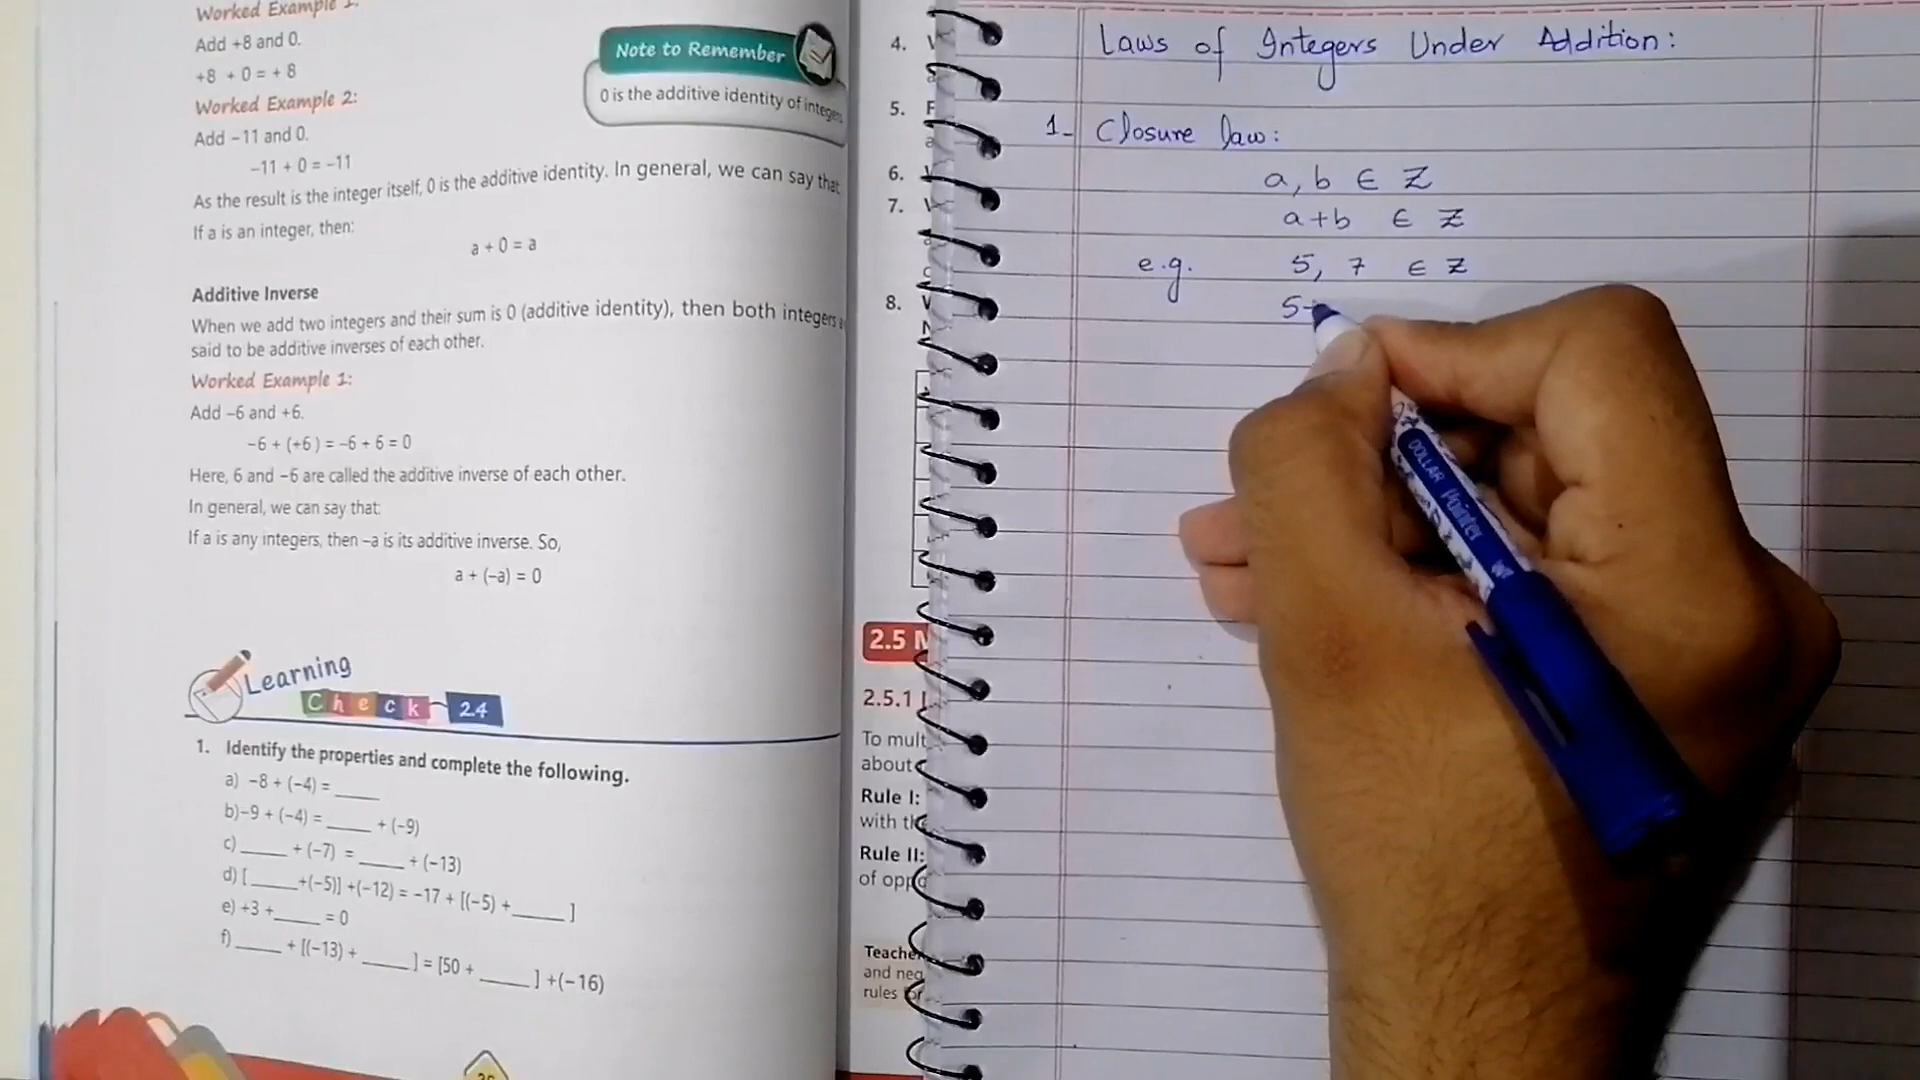 Worked Example 1:
Add +8 and 0.
+8 + 0 = + 8
Worked Example 2:
Add −11 and 0.
−11 + 0 = −11
As the result is the integer itself, 0 is the additive identity. In general, we can say that
If a is an integer, then:
a + 0 = a
Note to Remember
0 is the additive identity of integers
Additive Inverse
When we add two integers and their sum is 0 (additive identity), then both integers
said to be additive inverses of each other.
Worked Example 1:
Add −6 and +6.
−6 + (+6 ) = −6 + 6 = 0
Here, 6 and −6 are called the additive inverse of each other.
In general, we can say that:
If a is any integers, then −a is its additive inverse. So,
a + (−a) = 0
Learning
Check 2.4
1. Identify the properties and complete the following.
a) −8 + (−4) = ____
b) −9 + (−4) = ____ + (−9)
c) ____ + (−7) = ____ + (−13)
d) [ ____ +(−5)] +(−12) = −17 + [(−5) + ____ ]
e) +3 + ____ = 0
f) ____ + [(−13) + ____ ] = [50 + ____ ] +(−16)
4.
5.
6.
7.
8.
2.5
2.5.1
To mult
about
Rule I:
with
Rule II:
of
Teache
and neg
rules
Laws of Integers Under Addition:
1- Closure law:
a, b ∈ Z
a+b ∈ Z
e.g. 5, 7 ∈ Z
5+
DOLLAR Pointer